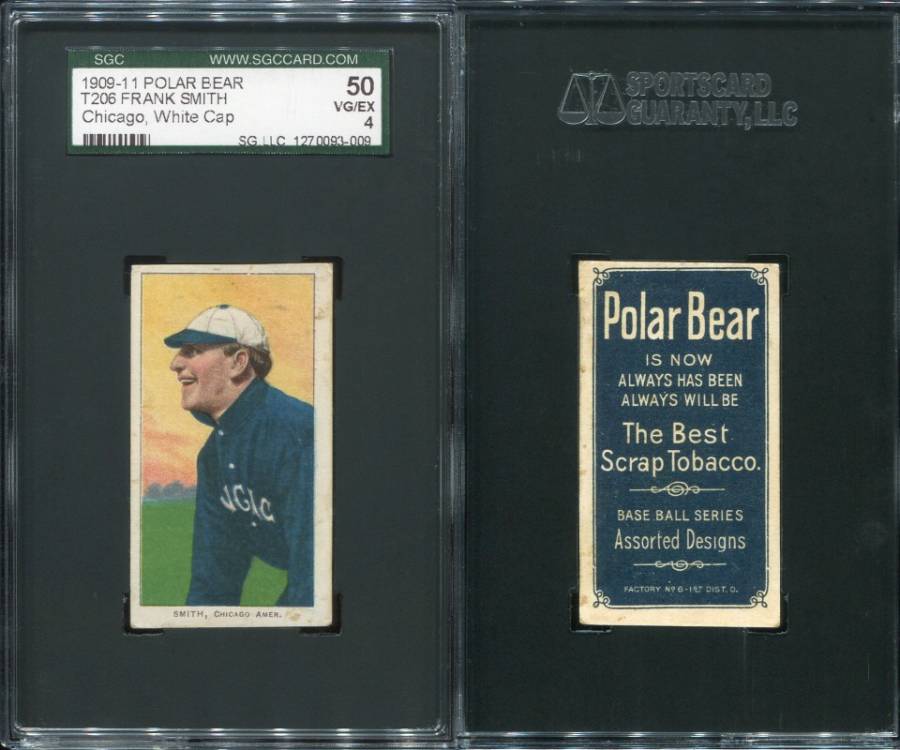 SGC WWW.SGCCARD.COM
1909-11 POLAR BEAR 50
T206 FRANK SMITH VG/EX
Chicago, White Cap 4
SG LLC 1270093-009
SMITH, CHICAGO AMER.
SPORTSCARD
GUARANTY, LLC
Polar Bear
IS NOW
ALWAYS HAS BEEN
ALWAYS WILL BE
The Best
Scrap Tobacco.
BASE BALL SERIES
Assorted Designs
FACTORY Nº 6-1ST DIST. O.